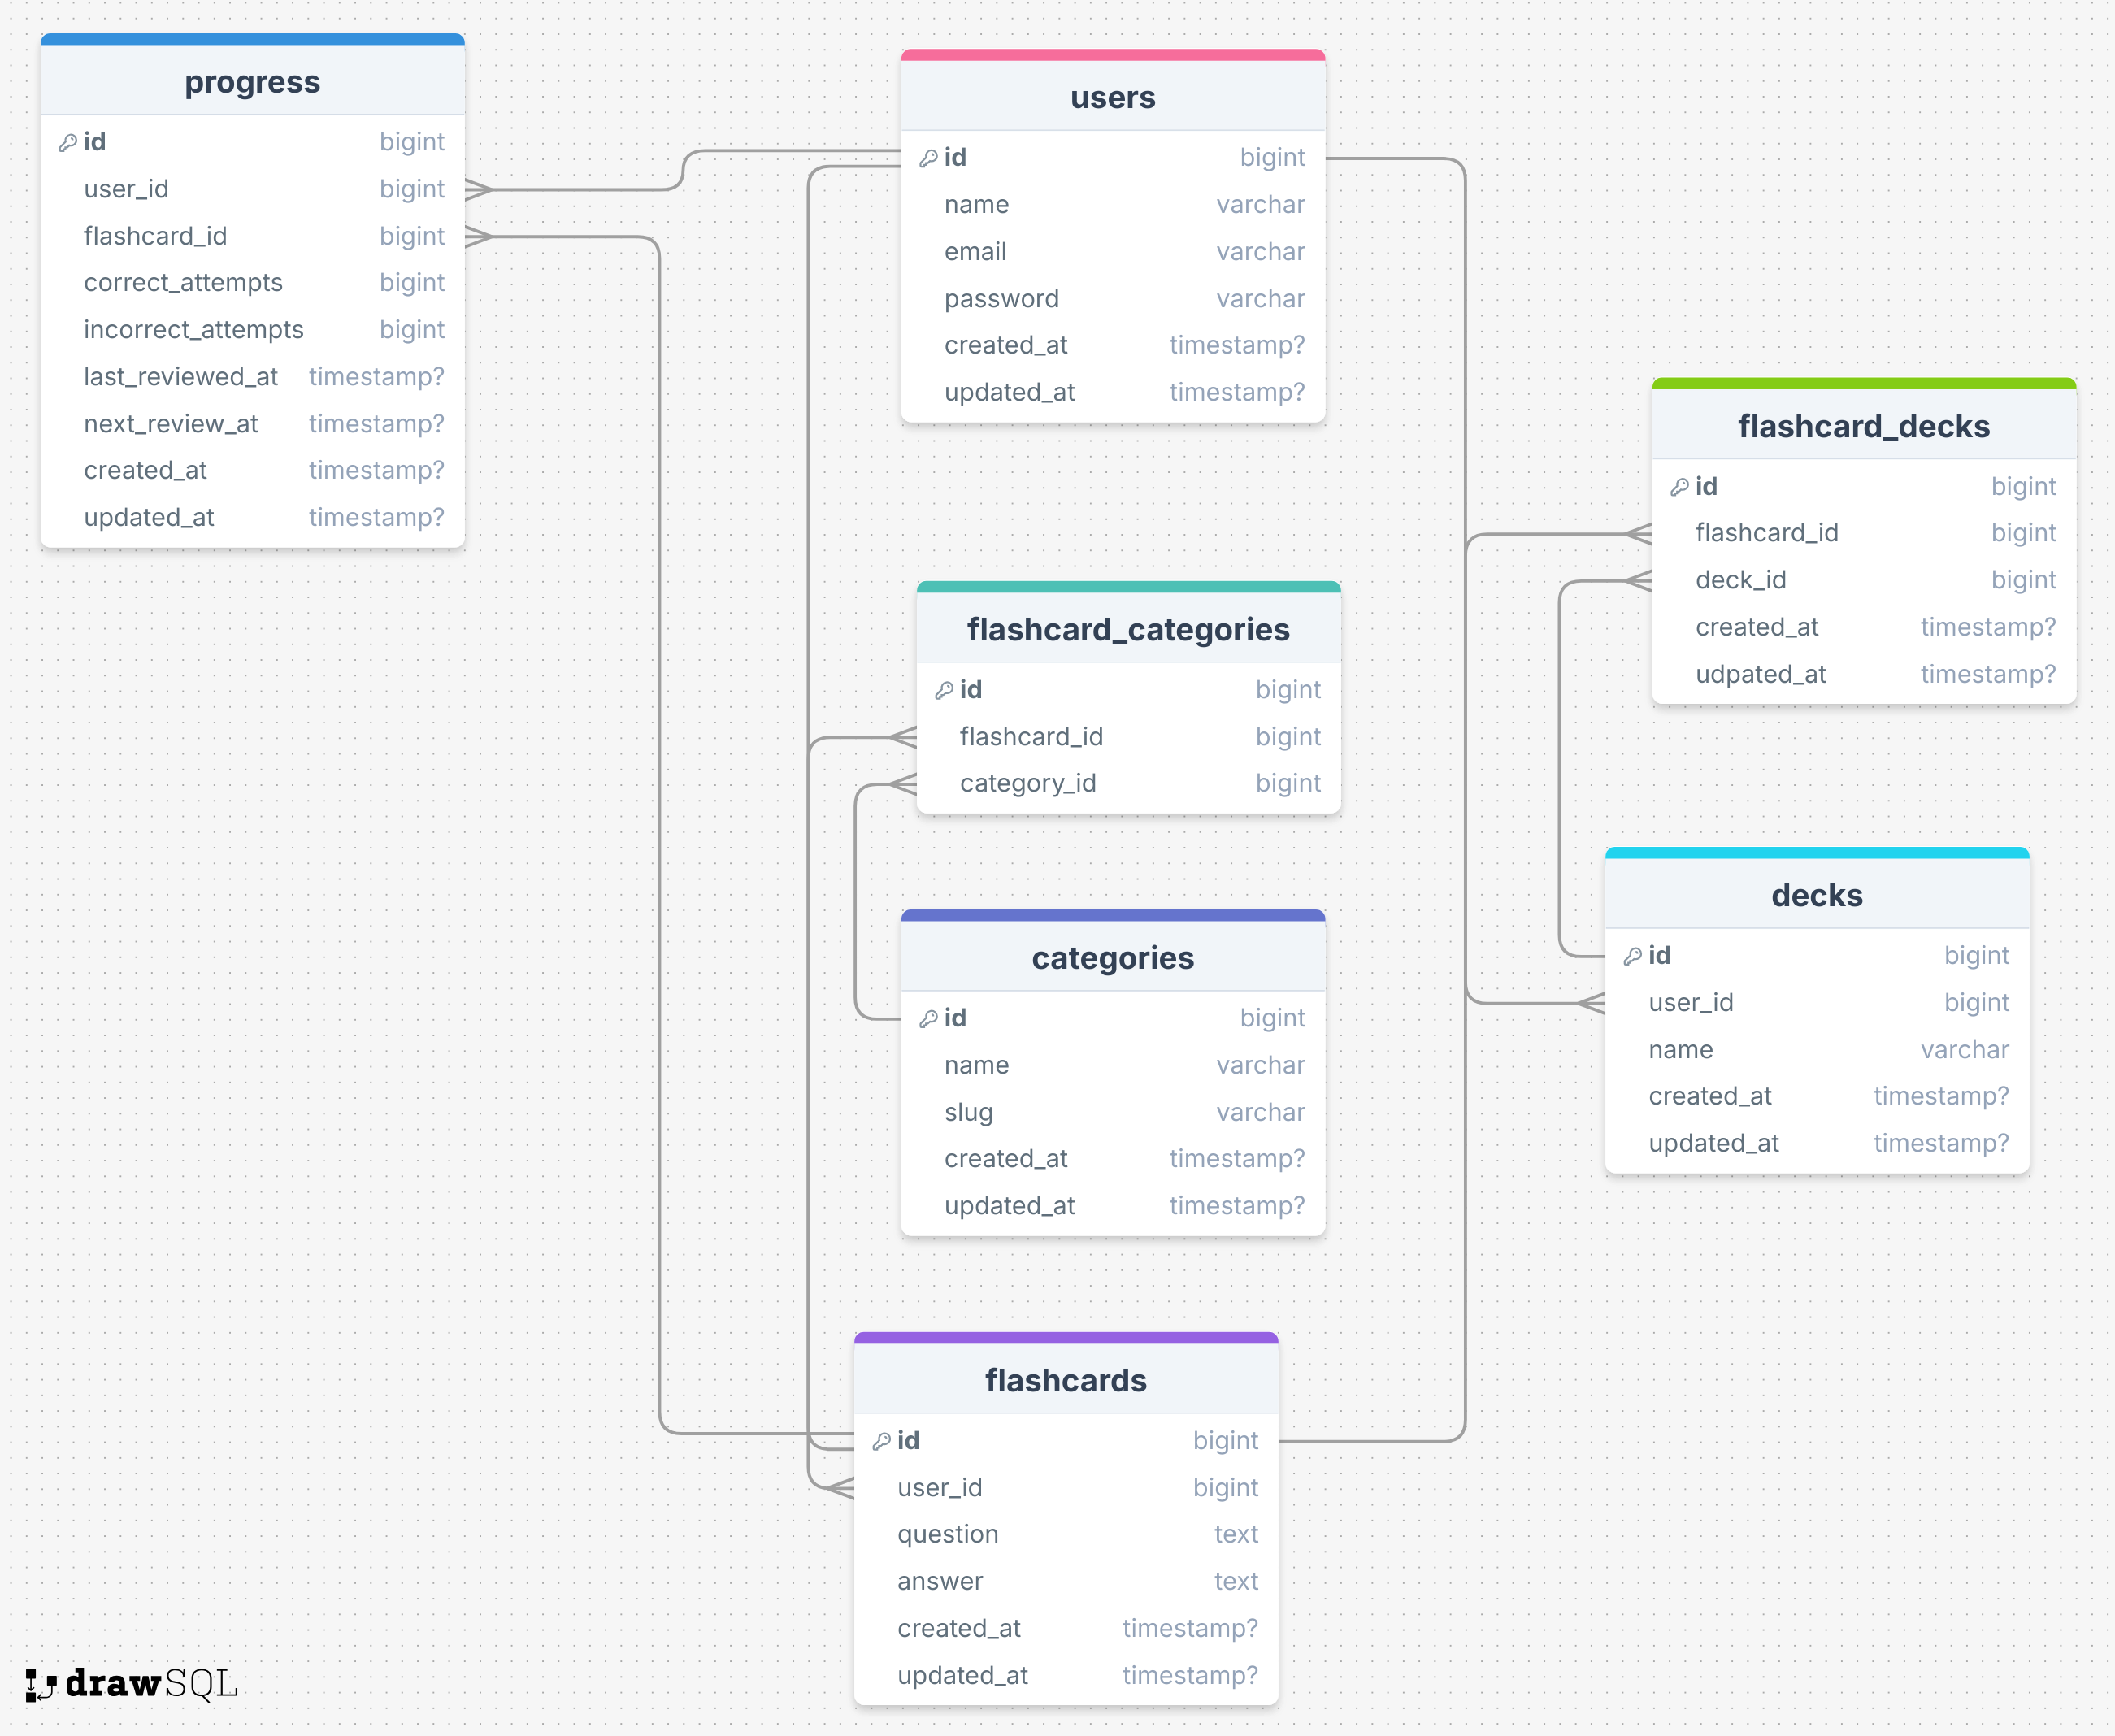 progress
id bigint
user_id bigint
flashcard_id bigint
correct_attempts bigint
incorrect_attempts bigint
last_reviewed_at timestamp?
next_review_at timestamp?
created_at timestamp?
updated_at timestamp?
users
id bigint
name varchar
email varchar
password varchar
created_at timestamp?
updated_at timestamp?
flashcard_decks
id bigint
flashcard_id bigint
deck_id bigint
created_at timestamp?
udpated_at timestamp?
flashcard_categories
id bigint
flashcard_id bigint
category_id bigint
decks
id bigint
user_id bigint
name varchar
created_at timestamp?
updated_at timestamp?
categories
id bigint
name varchar
slug varchar
created_at timestamp?
updated_at timestamp?
flashcards
id bigint
user_id bigint
question text
answer text
created_at timestamp?
updated_at timestamp?
drawSQL